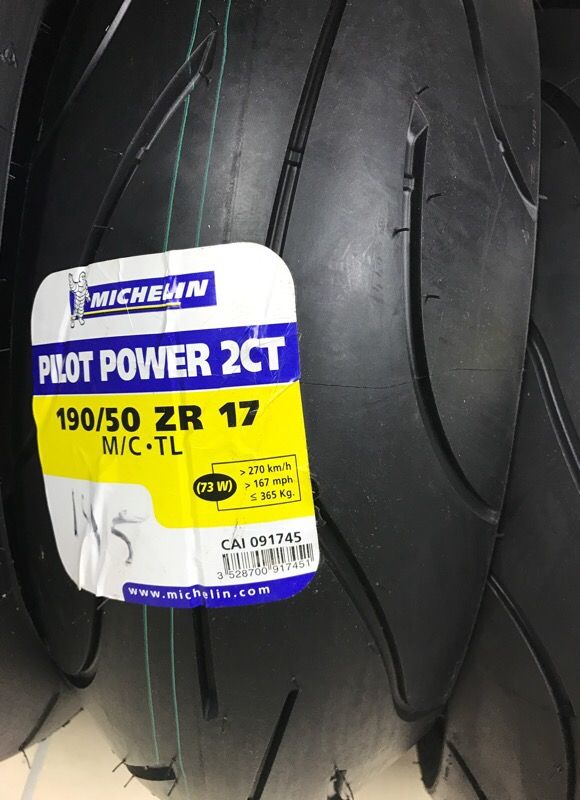 MICHELIN
PILOT POWER 2CT
190/50 ZR 17
M/C • TL
(73 W)
> 270 km/h
> 167 mph
≤ 365 Kg.
CAI 091745
3 528700 917451
www.michelin.com